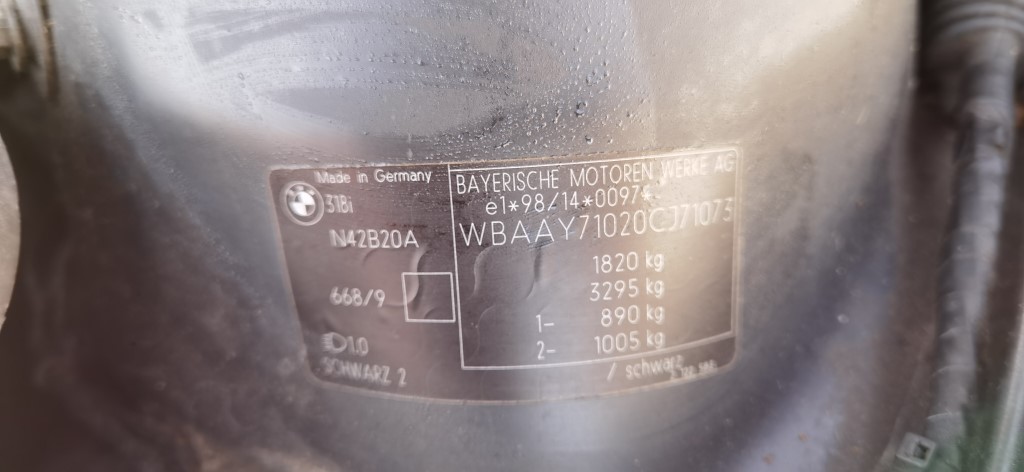 Made in Germany
318i
N42B20A
668/9
1.0
SCHWARZ 2
BAYERISCHE MOTOREN WERKE AG
e1*98/14*0097*
WBAAY71020CJ71073
1820 kg
3295 kg
1- 890 kg
2- 1005 kg
/ schwarz